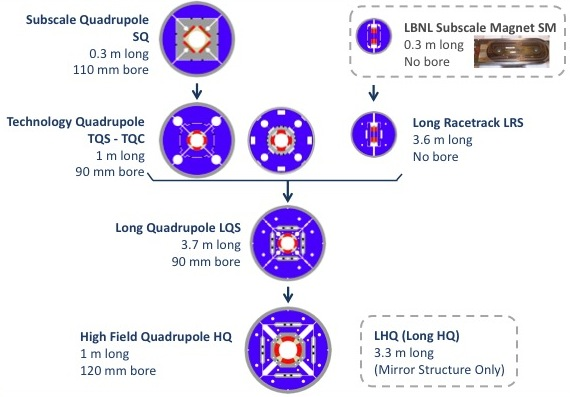 Subscale Quadrupole
SQ
0.3 m long
110 mm bore
LBNL Subscale Magnet SM
0.3 m long
No bore
Technology Quadrupole
TQS - TQC
1 m long
90 mm bore
Long Racetrack LRS
3.6 m long
No bore
Long Quadrupole LQS
3.7 m long
90 mm bore
High Field Quadrupole HQ
1 m long
120 mm bore
LHQ (Long HQ)
3.3 m long
(Mirror Structure Only)